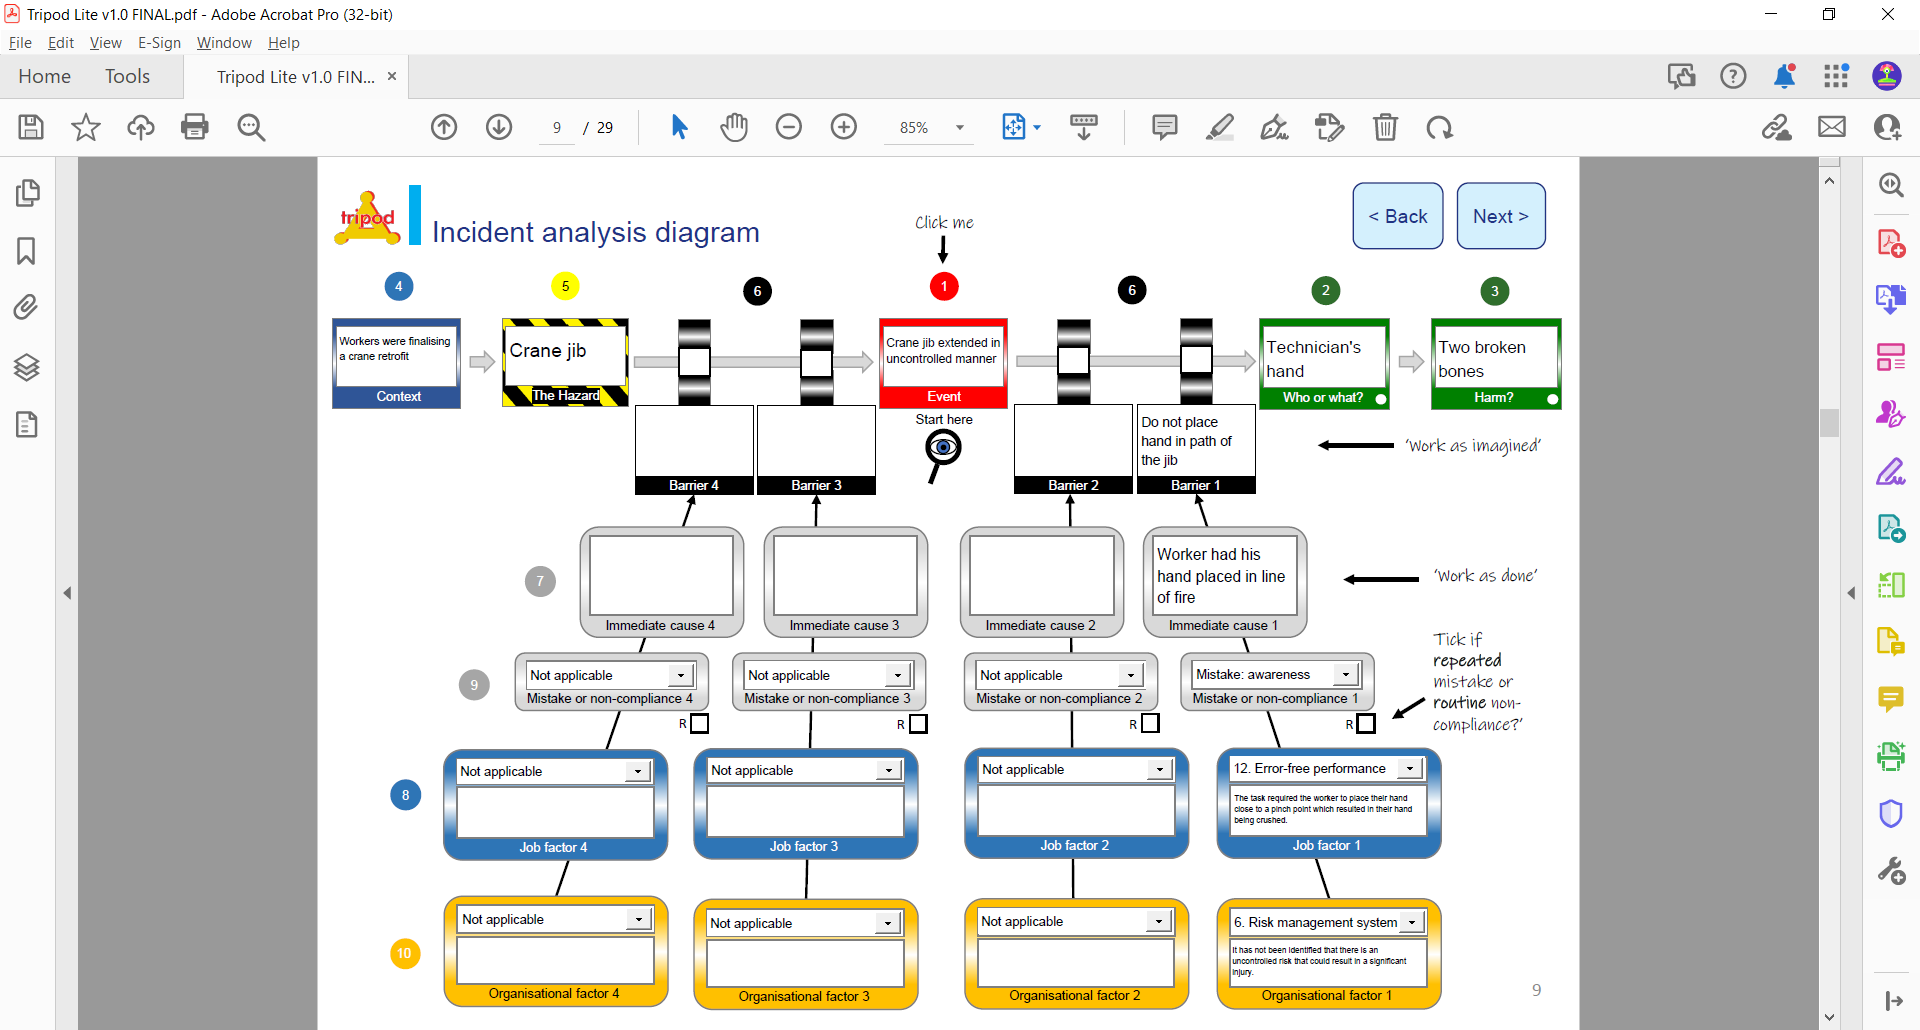 Tripod Lite v1.0 FINAL.pdf - Adobe Acrobat Pro (32-bit)
File Edit View E-Sign Window Help
Home Tools Tripod Lite v1.0 FIN... ×
9 / 29 85%
tripod
Incident analysis diagram
Click me
< Back Next >
4 5 6 1 6 2 3
Workers were finalising
a crane retrofit
Context
Crane jib
The Hazard
Crane jib extended in
uncontrolled manner
Event
Technician's
hand
Who or what?
Two broken
bones
Harm?
Start here
Barrier 4
Barrier 3
Barrier 2
Do not place
hand in path of
the jib
Barrier 1
'Work as imagined'
7
Immediate cause 4
Immediate cause 3
Immediate cause 2
Worker had his
hand placed in line
of fire
Immediate cause 1
'Work as done'
9
Not applicable
Mistake or non-compliance 4
R
Not applicable
Mistake or non-compliance 3
R
Not applicable
Mistake or non-compliance 2
R
Mistake: awareness
Mistake or non-compliance 1
R
Tick if
repeated
mistake or
routine non-
compliance?'
8
Not applicable
Job factor 4
Not applicable
Job factor 3
Not applicable
Job factor 2
12. Error-free performance
The task required the worker to place their hand
close to a pinch point which resulted in their hand
being crushed.
Job factor 1
10
Not applicable
Organisational factor 4
Not applicable
Organisational factor 3
Not applicable
Organisational factor 2
6. Risk management system
It has not been identified that there is an
uncontrolled risk that could result in a significant
injury.
Organisational factor 1
9